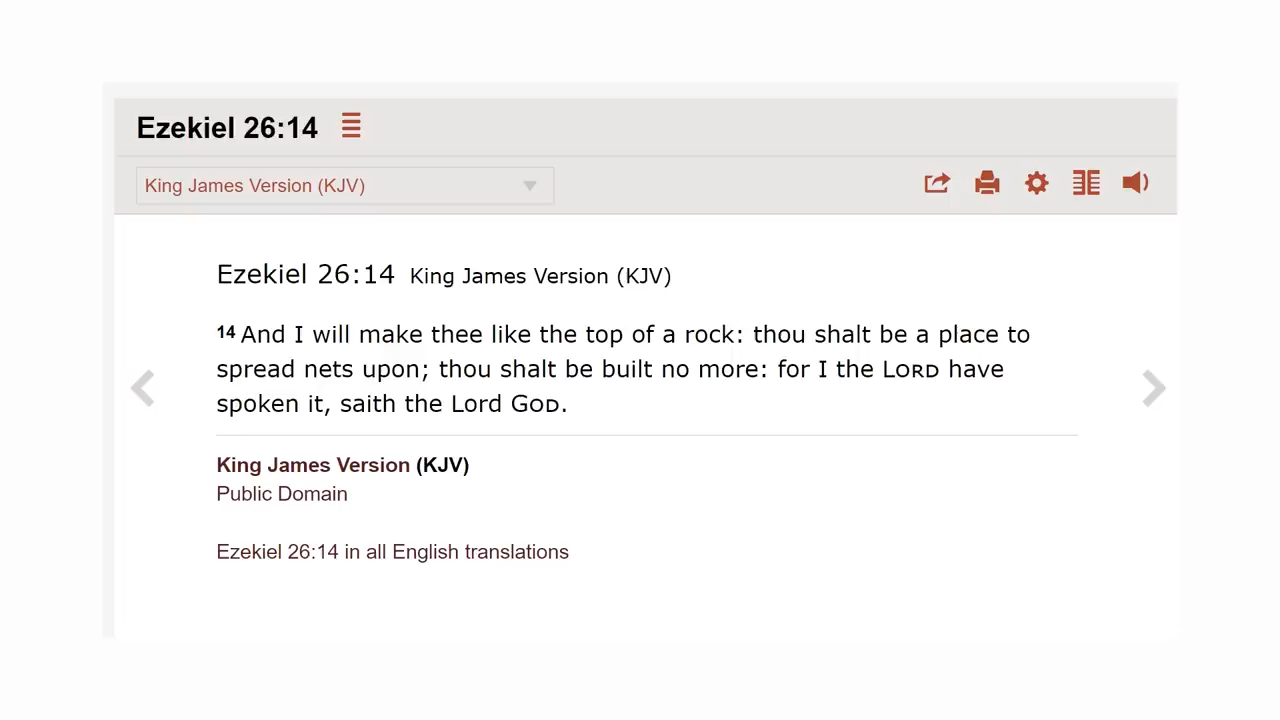 Ezekiel 26:14
King James Version (KJV)
Ezekiel 26:14 King James Version (KJV)
14 And I will make thee like the top of a rock: thou shalt be a place to
spread nets upon; thou shalt be built no more: for I the LORD have
spoken it, saith the Lord GOD.
King James Version (KJV)
Public Domain
Ezekiel 26:14 in all English translations